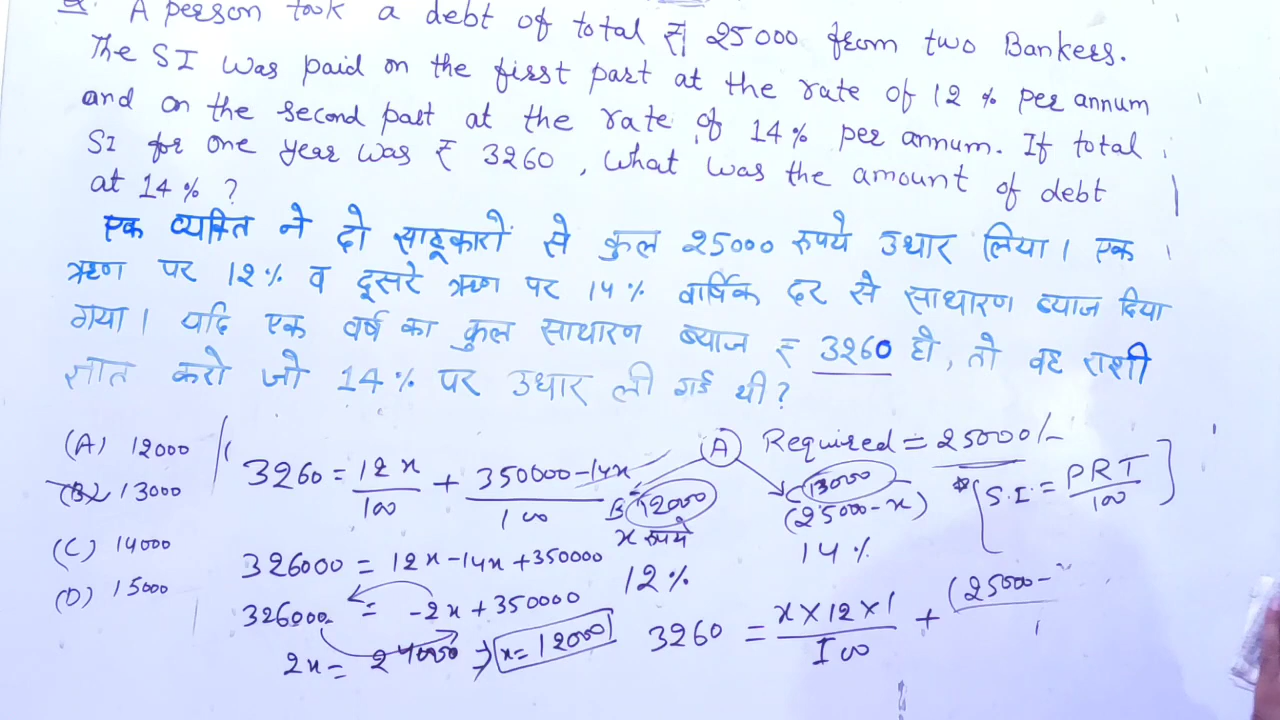 Q. A person took a debt of total ₹ 25000 from two Bankers.
The SI was paid on the first part at the rate of 12 % per annum
and on the second part at the rate of 14% per annum. If total
SI for one year was ₹ 3260 , what was the amount of debt
at 14 % ?
एक व्यक्ति ने दो साहूकारों से कुल 25000 रुपये उधार लिया। एक
ऋण पर 12% व दूसरे ऋण पर 14% वार्षिक दर से साधारण ब्याज दिया
गया। यदि एक वर्ष का कुल साधारण ब्याज ₹ 3260 हो, तो वह राशी
ज्ञात करो जो 14% पर उधार ली गई थी?
(A) 12000
(B) 13000
(C) 14000
(D) 15000
3260 = 12x/100 + 350000-14x/100
326000 = 12x-14x+350000
326000 = -2x+350000
2x = 24000 ⇒ x=12000
(A) Required = 25000/-
B 12000
x रुपये
12%
13000
(25000-x)
14%
* [S.I. = PRT/100]
3260 = x×12×1/100 + (25000-